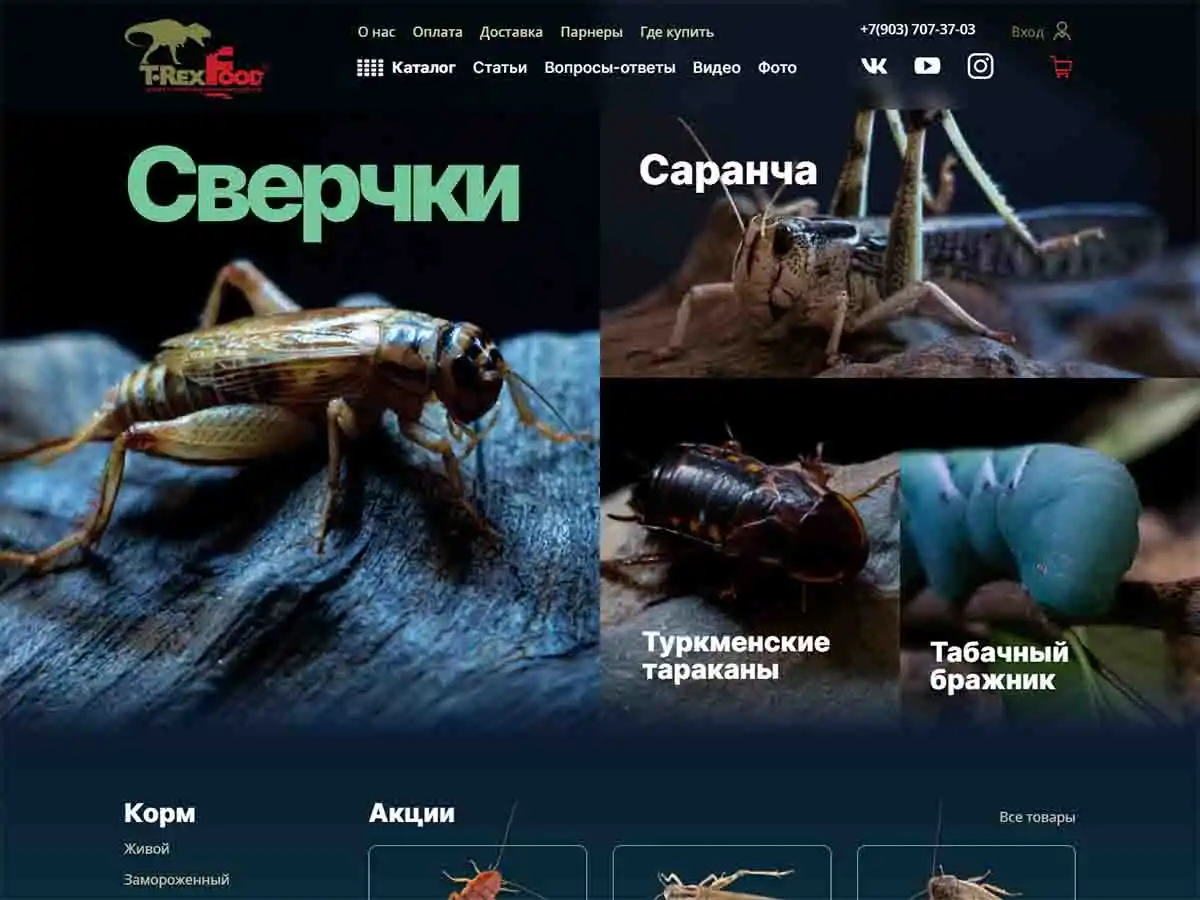 О нас Оплата Доставка Парнеры Где купить
+7(903) 707-37-03
Вход
T-REX FOOD
Каталог Статьи Вопросы-ответы Видео Фото
Сверчки
Саранча
Туркменские
тараканы
Табачный
бражник
Корм
Живой
Замороженный
Акции
Все товары